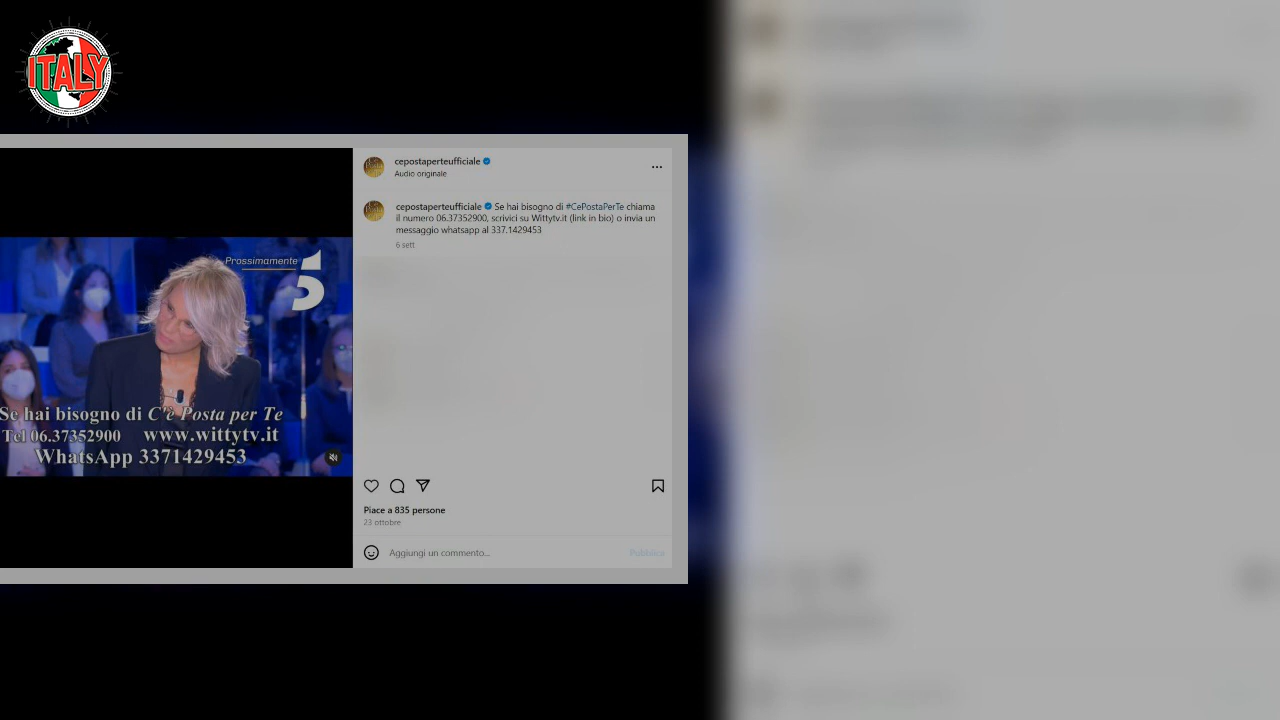 ITALY
cepostaperteufficiale
Audio originale
cepostaperteufficiale Se hai bisogno di #CePostaPerTe chiama
il numero 06.37352900, scrivici su Wittytv.it (link in bio) o invia un
messaggio whatsapp al 337.1429453
6 sett
Prossimamente
5
Se hai bisogno di C'è Posta per Te
Tel 06.37352900 www.wittytv.it
WhatsApp 3371429453
Piace a 835 persone
23 ottobre
Aggiungi un commento...
Pubblica